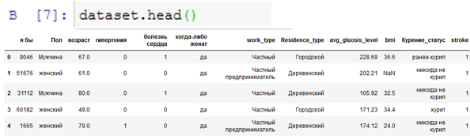 В [7]: dataset.head()
я бы Пол возраст гипертения болезнь сердца когда-либо женат work_type Residence_type avg_gluosis_level bmi Курение_статус stroke
0 9046 Мужчина 67.0 0 1 да Частный Городской 228.69 36.6 ранее курил 1
1 51676 женский 61.0 0 0 да Частный предприниматель Деревенский 202.21 NaN никогда не курил 1
2 31112 Мужчина 80.0 0 1 да Частный Деревенский 105.92 32.5 никогда не курил 1
3 60182 женский 49.0 0 0 да Частный Городской 171.23 34.4 курит 1
4 1665 женский 79.0 1 0 да Частный предприниматель Деревенский 174.12 24.0 никогда не курил 1